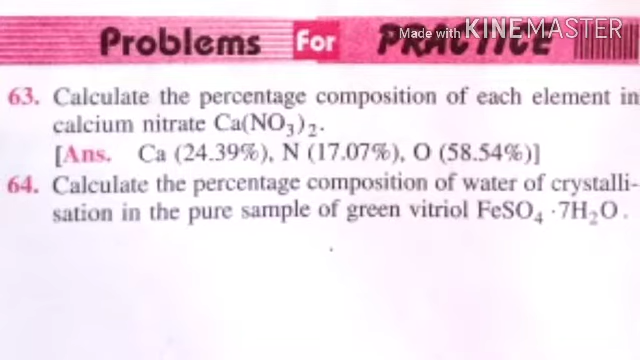 Problems For PRACTICE
Made with KINEMASTER
63. Calculate the percentage composition of each element in
calcium nitrate Ca(NO₃)₂.
[Ans. Ca (24.39%), N (17.07%), O (58.54%)]
64. Calculate the percentage composition of water of crystalli-
sation in the pure sample of green vitriol FeSO₄ ·7H₂O.